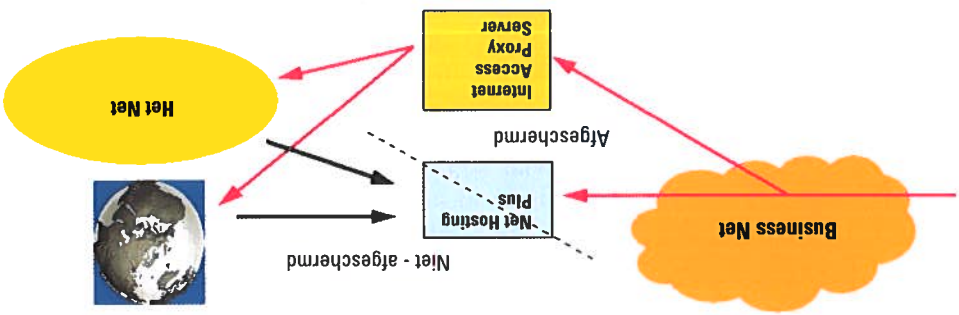 Niet - afgeschermd
Business Net
Net Hosting
Plus
Afgeschermd
Het Net
Internet
Access
Proxy
Server